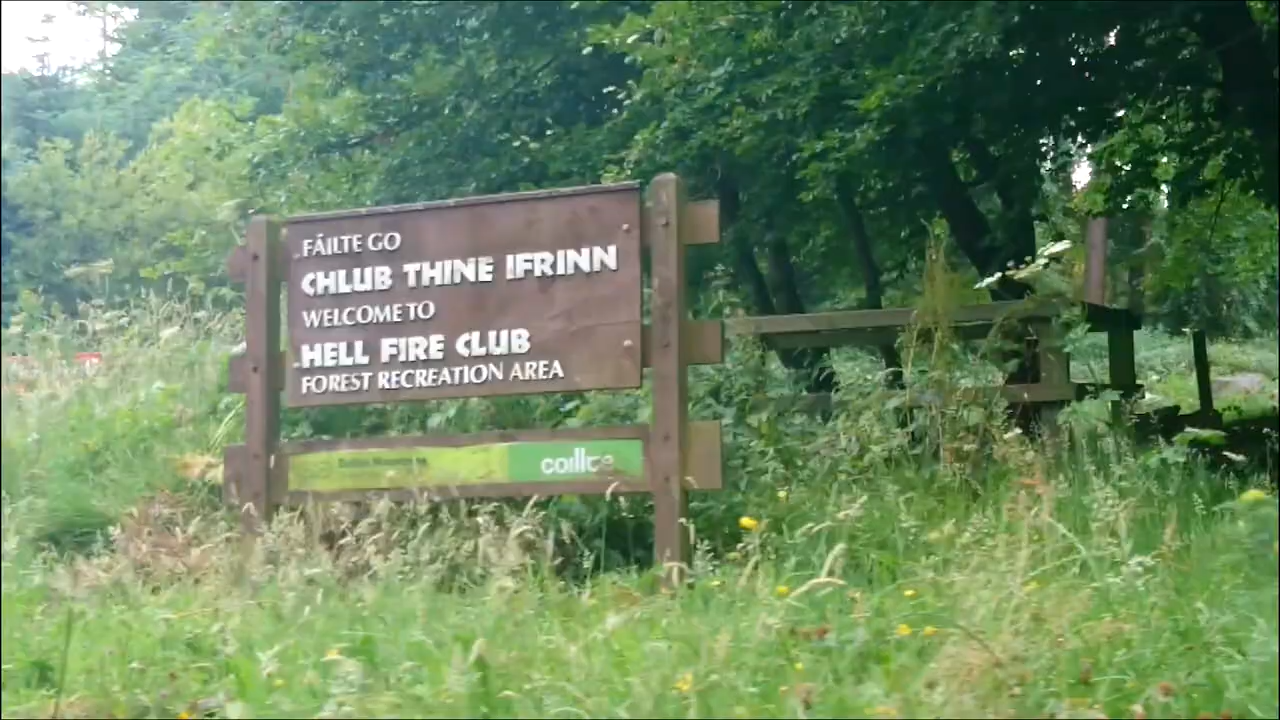 FÁILTE GO
CHLUB THINE IFRINN
WELCOME TO
HELL FIRE CLUB
FOREST RECREATION AREA
coillte